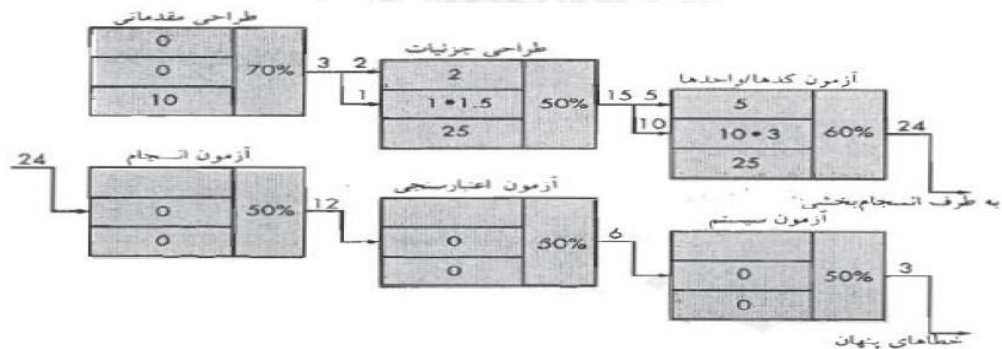 طراحی مقدماتی
0
0
10
70%
3 2
1
طراحی جزئیات
2
1 • 1.5
25
50%
15 5
10
آزمون کدها/واحدها
5
10 • 3
25
60%
24
به طرف انسجام‌بخشی
24
آزمون انسجام
0
0
50%
12
آزمون اعتبارسنجی
0
0
50%
6
آزمون سیستم
0
0
50%
3
خطاهای پنهان